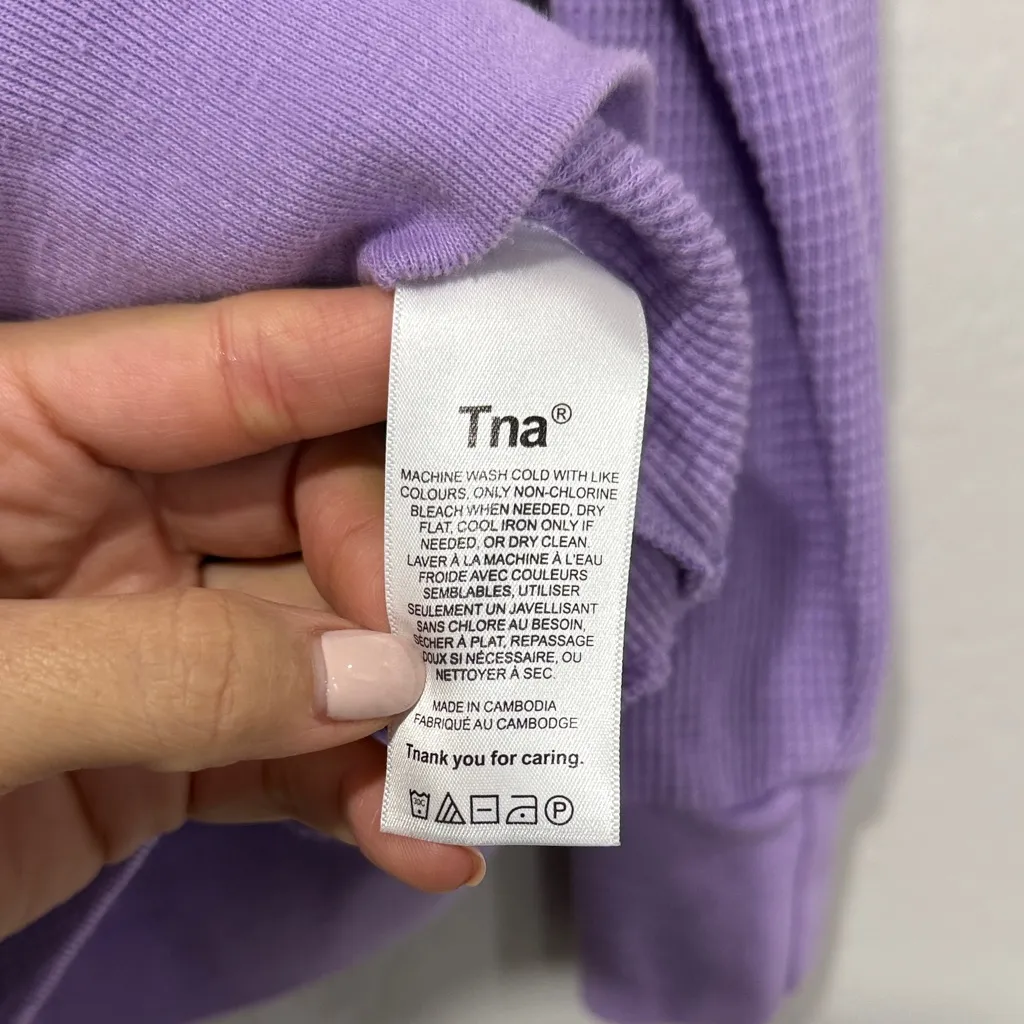 Tna®
MACHINE WASH COLD WITH LIKE
COLOURS, ONLY NON-CHLORINE
BLEACH WHEN NEEDED, DRY
FLAT, COOL IRON ONLY IF
NEEDED, OR DRY CLEAN.
LAVER À LA MACHINE À L'EAU
FROIDE AVEC COULEURS
SEMBLABLES, UTILISER
SEULEMENT UN JAVELLISANT
SANS CHLORE AU BESOIN,
SÉCHER À PLAT, REPASSAGE
DOUX SI NÉCESSAIRE, OU
NETTOYER À SEC.
MADE IN CAMBODIA
FABRIQUÉ AU CAMBODGE
Tnank you for caring.
30C P